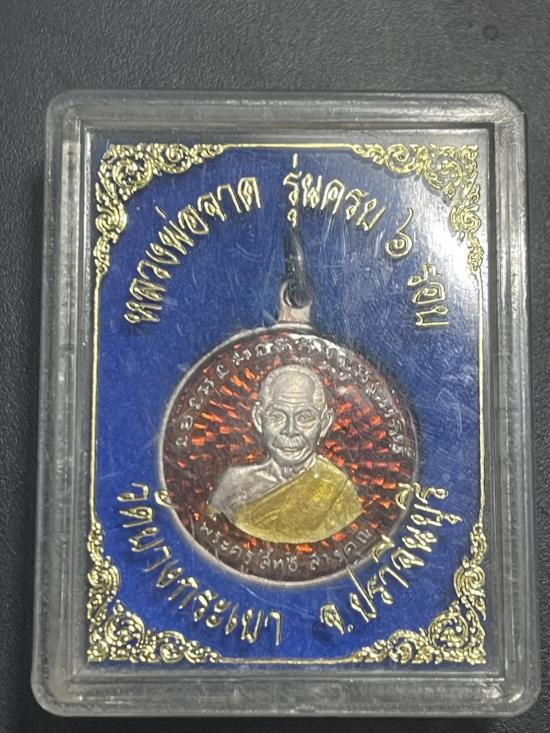 หลวงพ่อจาด รุ่นครบ ๖ รอบ
พระครูสิทธิ สารคุณ
วัดบางกระเบา จ.ปราจีนบุรี